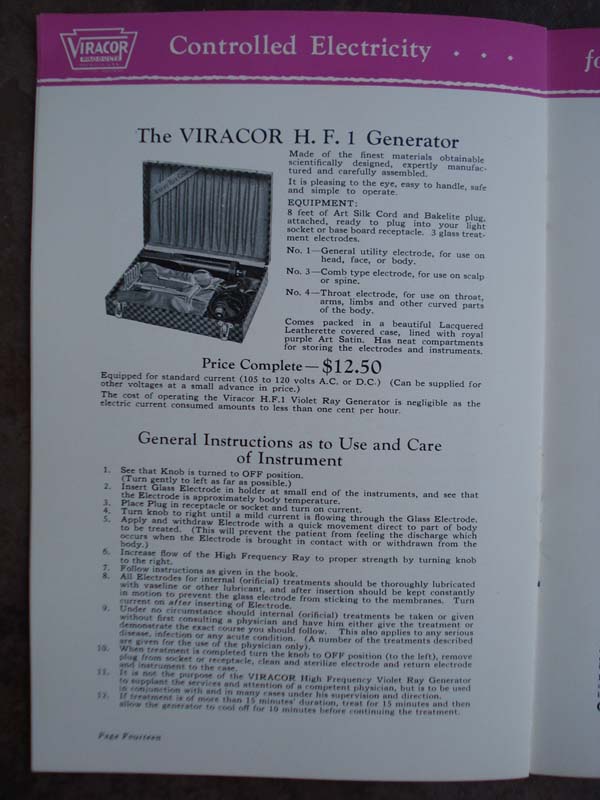 VIRACOR
PRODUCTS
Controlled Electricity . . .
fo
The VIRACOR H. F. 1 Generator
Made of the finest materials obtainable
scientifically designed, expertly manufac-
tured and carefully assembled.
It is pleasing to the eye, easy to handle, safe
and simple to operate.
EQUIPMENT:
8 feet of Art Silk Cord and Bakelite plug,
attached, ready to plug into your light
socket or base board receptacle. 3 glass treat-
ment electrodes.
No. 1—General utility electrode, for use on
head, face, or body.
No. 3—Comb type electrode, for use on scalp
or spine.
No. 4—Throat electrode, for use on throat,
arms, limbs and other curved parts
of the body.
Comes packed in a beautiful Lacquered
Leatherette covered case, lined with royal
purple Art Satin. Has neat compartments
for storing the electrodes and instruments.
Price Complete—$12.50
Equipped for standard current (105 to 120 volts A.C. or D.C.) (Can be supplied for
other voltages at a small advance in price.)
The cost of operating the Viracor H.F.1 Violet Ray Generator is negligible as the
electric current consumed amounts to less than one cent per hour.
General Instructions as to Use and Care
of Instrument
1. See that Knob is turned to OFF position.
(Turn gently to left as far as possible.)
2. Insert Glass Electrode in holder at small end of the instruments, and see that
the Electrode is approximately body temperature.
3. Place Plug in receptacle or socket and turn on current.
4. Turn knob to right until a mild current is flowing through the Glass Electrode.
5. Apply and withdraw Electrode with a quick movement direct to part of body
to be treated. (This will prevent the patient from feeling the discharge which
occurs when the Electrode is brought in contact with or withdrawn from the
body.)
6. Increase flow of the High Frequency Ray to proper strength by turning knob
to the right.
7. Follow instructions as given in the book.
8. All Electrodes for internal (orificial) treatments should be thoroughly lubricated
with vaseline or other lubricant, and after insertion should be kept constantly
in motion to prevent the glass electrode from sticking to the membranes. Turn
current on after inserting of Electrode.
9. Under no circumstance should internal (orificial) treatments be taken or given
without first consulting a physician and have him either give the treatment or
demonstrate the exact course you should follow. This also applies to any serious
disease, infection or any acute condition. (A number of the treatments described
are given for the use of the physician only).
10. When treatment is completed turn the knob to OFF position (to the left), remove
plug from socket or receptacle, clean and sterilize electrode and return electrode
and instrument to the case.
11. It is not the purpose of the VIRACOR High Frequency Violet Ray Generator
to supplant the services and attention of a competent physician, but is to be used
in conjunction with and in many cases under his supervision and direction.
12. If treatment is of more than 15 minutes' duration, treat for 15 minutes and then
allow the generator to cool off for 10 minutes before continuing the treatment.
Page Fourteen